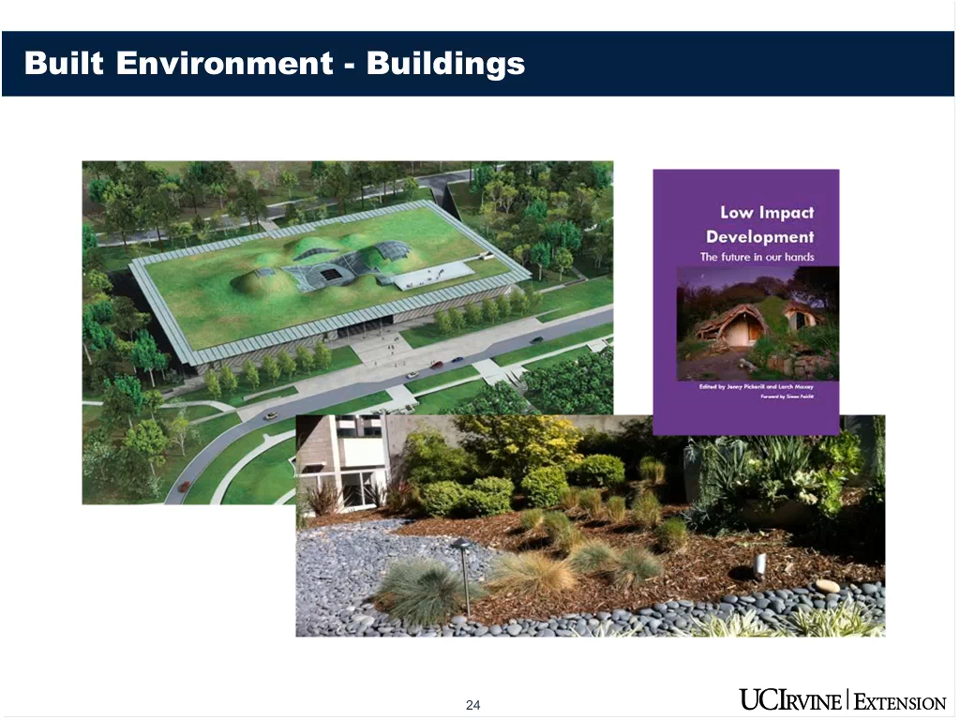 Built Environment - Buildings
Low Impact
Development
The future in our hands
Edited by Jenny Pickerill and Larch Maxey
Foreword by Simon Fairlie
24
UCIRVINE | EXTENSION